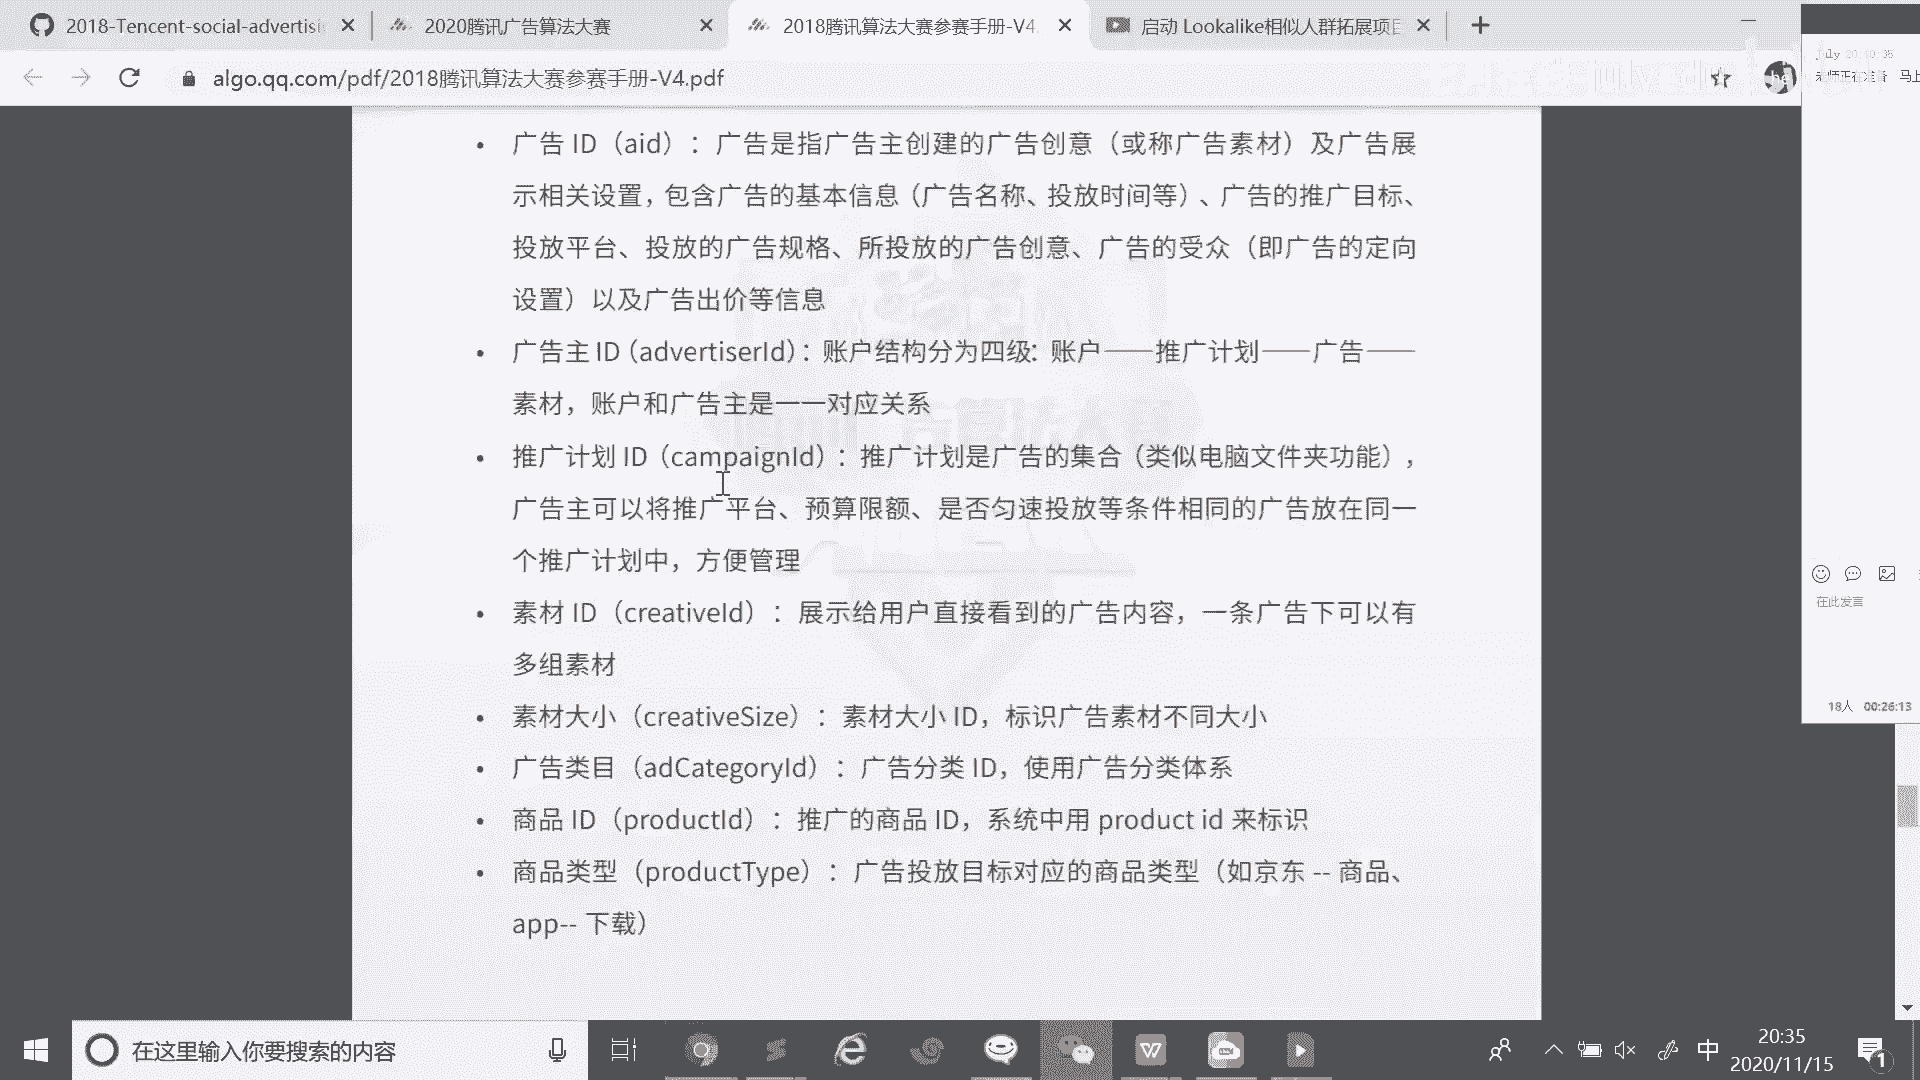 2018-Tencent-social-advertisi
2020腾讯广告算法大赛
2018腾讯算法大赛参赛手册-V4.
启动 Lookalike相似人群拓展项目
algo.qq.com/pdf/2018腾讯算法大赛参赛手册-V4.pdf
july 20:10:35
• 广告 ID（aid）：广告是指广告主创建的广告创意（或称广告素材）及广告展
示相关设置，包含广告的基本信息（广告名称、投放时间等）、广告的推广目标、
投放平台、投放的广告规格、所投放的广告创意、广告的受众（即广告的定向
设置）以及广告出价等信息
• 广告主 ID（advertiserId）：账户结构分为四级：账户——推广计划——广告——
素材，账户和广告主是一一对应关系
• 推广计划 ID（campaignId）：推广计划是广告的集合（类似电脑文件夹功能），
广告主可以将推广平台、预算限额、是否匀速投放等条件相同的广告放在同一
个推广计划中，方便管理
• 素材 ID（creativeId）：展示给用户直接看到的广告内容，一条广告下可以有
多组素材
• 素材大小（creativeSize）：素材大小 ID，标识广告素材不同大小
• 广告类目（adCategoryId）：广告分类 ID，使用广告分类体系
• 商品 ID（productId）：推广的商品 ID，系统中用 product id 来标识
• 商品类型（productType）：广告投放目标对应的商品类型（如京东 -- 商品、
app-- 下载）
在此发言
18人 00:26:13
在这里输入你要搜索的内容
中
20:35
2020/11/15
1